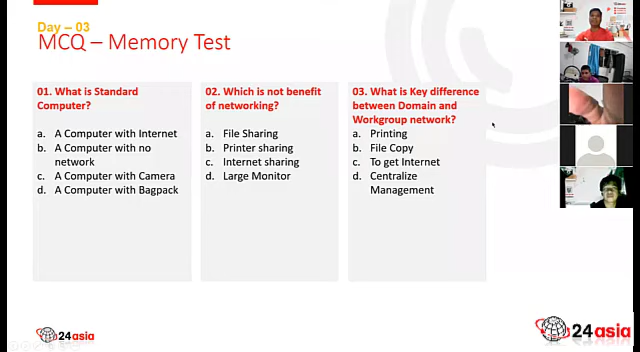 Day – 03
MCQ – Memory Test
01. What is Standard
Computer?
a. A Computer with Internet
b. A Computer with no
network
c. A Computer with Camera
d. A Computer with Bagpack
02. Which is not benefit
of networking?
a. File Sharing
b. Printer sharing
c. Internet sharing
d. Large Monitor
03. What is Key difference
between Domain and
Workgroup network?
a. Printing
b. File Copy
c. To get Internet
d. Centralize
Management
24asia
24asia